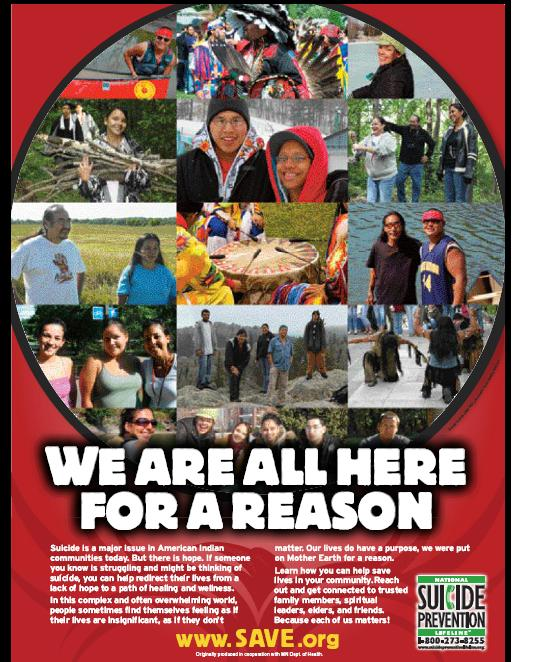 WE ARE ALL HERE
FOR A REASON
Suicide is a major issue in American Indian
communities today. But there is hope. If someone
you know is struggling and might be thinking of
suicide, you can help redirect their lives from a
lack of hope to a path of healing and wellness.
In this complex and often overwhelming world,
people sometimes find themselves feeling as if
their lives are insignificant, as if they don't
matter. Our lives do have a purpose, we were put
on Mother Earth for a reason.
Learn how you can help save
lives in your community. Reach
out and get connected to trusted
family members, spiritual
leaders, elders, and friends.
Because each of us matters!
NATIONAL
SUICIDE
PREVENTION
LIFELINE
1-800-273-8255
www.suicidepreventionlifeline.org
www.SAVE.org
Originally produced in cooperation with MN Dept. of Health